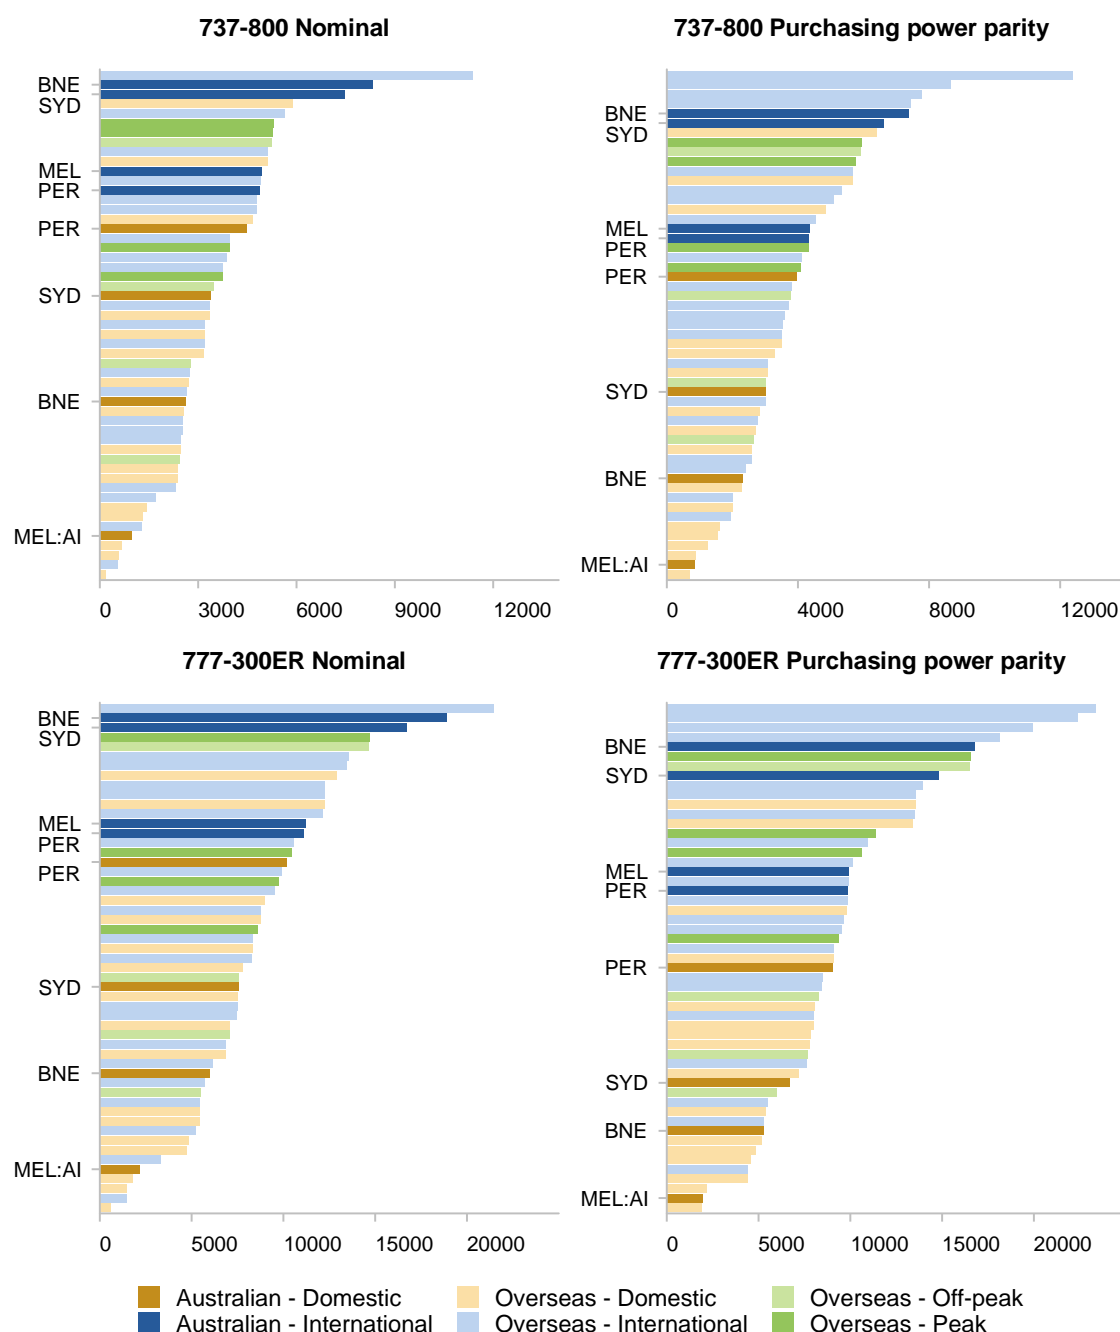 737-800 Nominal
BNE
SYD
MEL
PER
PER
SYD
BNE
MEL:AI
0 3000 6000 9000 12000
737-800 Purchasing power parity
BNE
SYD
MEL
PER
PER
SYD
BNE
MEL:AI
0 4000 8000 12000
777-300ER Nominal
BNE
SYD
MEL
PER
PER
SYD
BNE
MEL:AI
0 5000 10000 15000 20000
777-300ER Purchasing power parity
BNE
SYD
MEL
PER
PER
SYD
BNE
MEL:AI
0 5000 10000 15000 20000
Australian - Domestic Overseas - Domestic Overseas - Off-peak
Australian - International Overseas - International Overseas - Peak